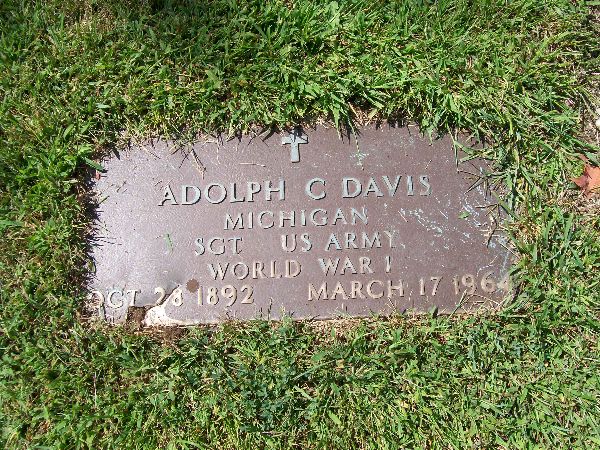 ADOLPH C DAVIS
MICHIGAN
SGT US ARMY
WORLD WAR I
OCT 28 1892 MARCH 17 1964